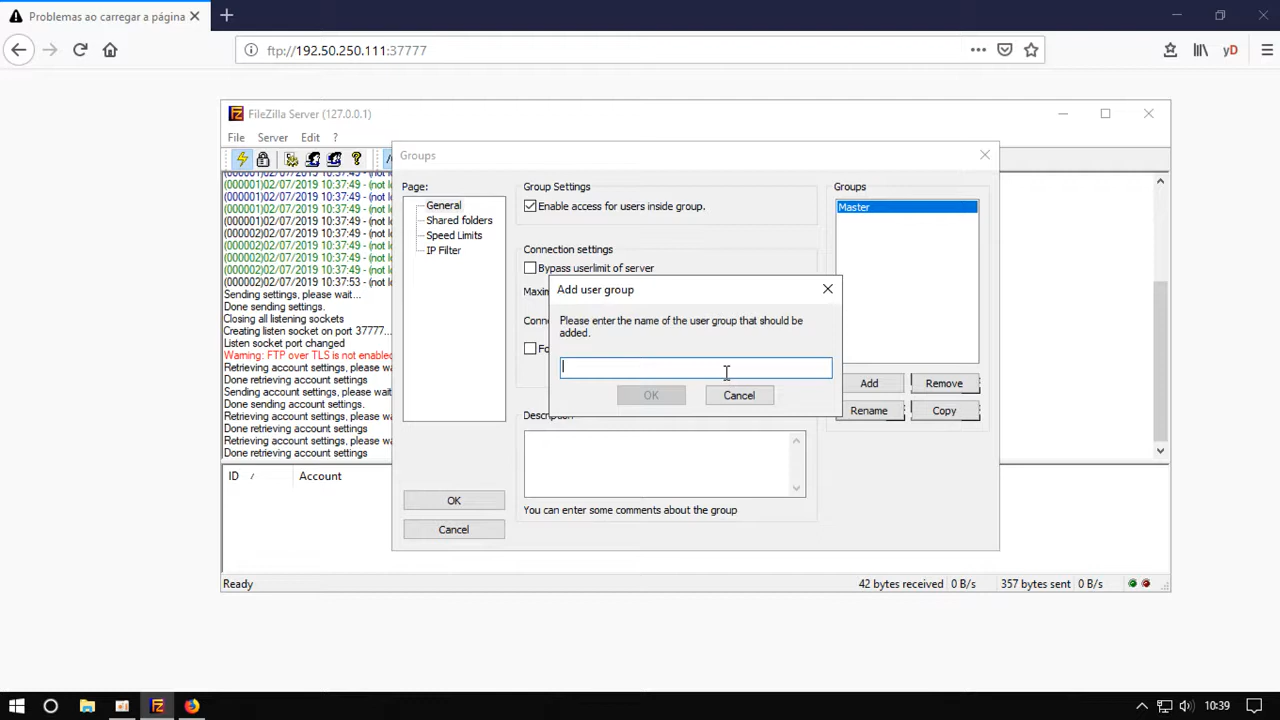 Problemas ao carregar a página
ftp://192.50.250.111:37777
yD
FileZilla Server (127.0.0.1)
File Server Edit ?
(000001)02/07/2019 10:37:49 - (not l
(000001)02/07/2019 10:37:49 - (not l
(000001)02/07/2019 10:37:49 - (not l
(000002)02/07/2019 10:37:49 - (not l
(000002)02/07/2019 10:37:49 - (not l
(000002)02/07/2019 10:37:49 - (not l
(000002)02/07/2019 10:37:49 - (not l
(000002)02/07/2019 10:37:49 - (not l
(000002)02/07/2019 10:37:53 - (not l
Sending settings, please wait...
Done sending settings.
Closing all listening sockets
Creating listen socket on port 37777...
Listen socket port changed
Warning: FTP over TLS is not enabled
Retrieving account settings, please wa
Done retrieving account settings
Sending account settings, please wait.
Done sending account settings.
Retrieving account settings, please wa
Done retrieving account settings
Retrieving account settings, please wa
Done retrieving account settings
ID / Account
Ready
42 bytes received 0 B/s 357 bytes sent 0 B/s
Groups
Page:
General
Shared folders
Speed Limits
IP Filter
OK
Cancel
Group Settings
Enable access for users inside group.
Connection settings
Bypass userlimit of server
Maxim
Conne
Fo
Description
You can enter some comments about the group
Groups
Master
Add Remove
Rename Copy
Add user group
Please enter the name of the user group that should be
added.
OK Cancel
10:39